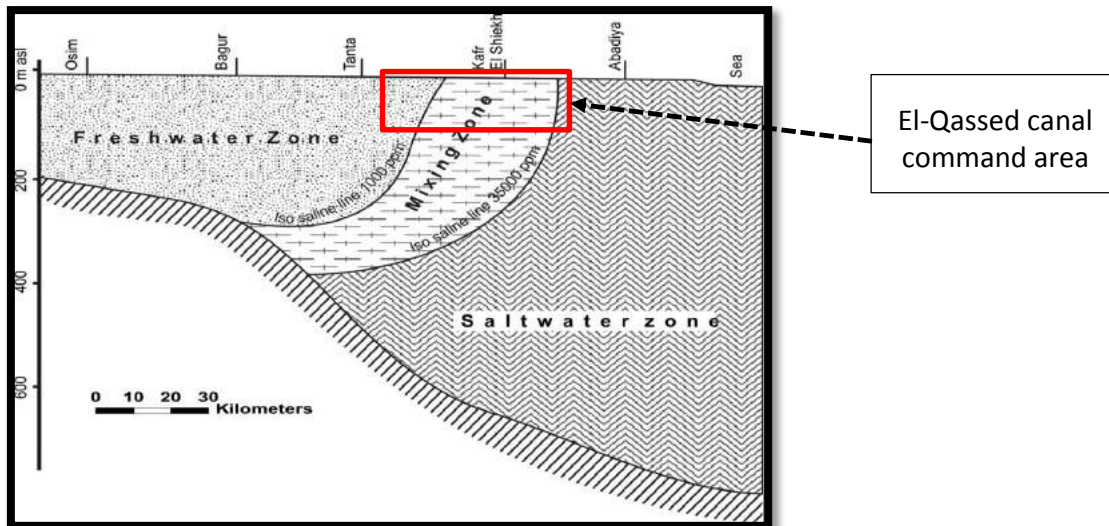 Osim
Bagur
Tanta
Kafr
El Shiekh
Abadiya
Sea
0 m asl
200
400
600
Freshwater Zone
Mixing Zone
Iso saline line 1000 ppm
Iso saline line 35000 ppm
Saltwater zone
0 10 20 30
Kilometers
El-Qassed canal
command area